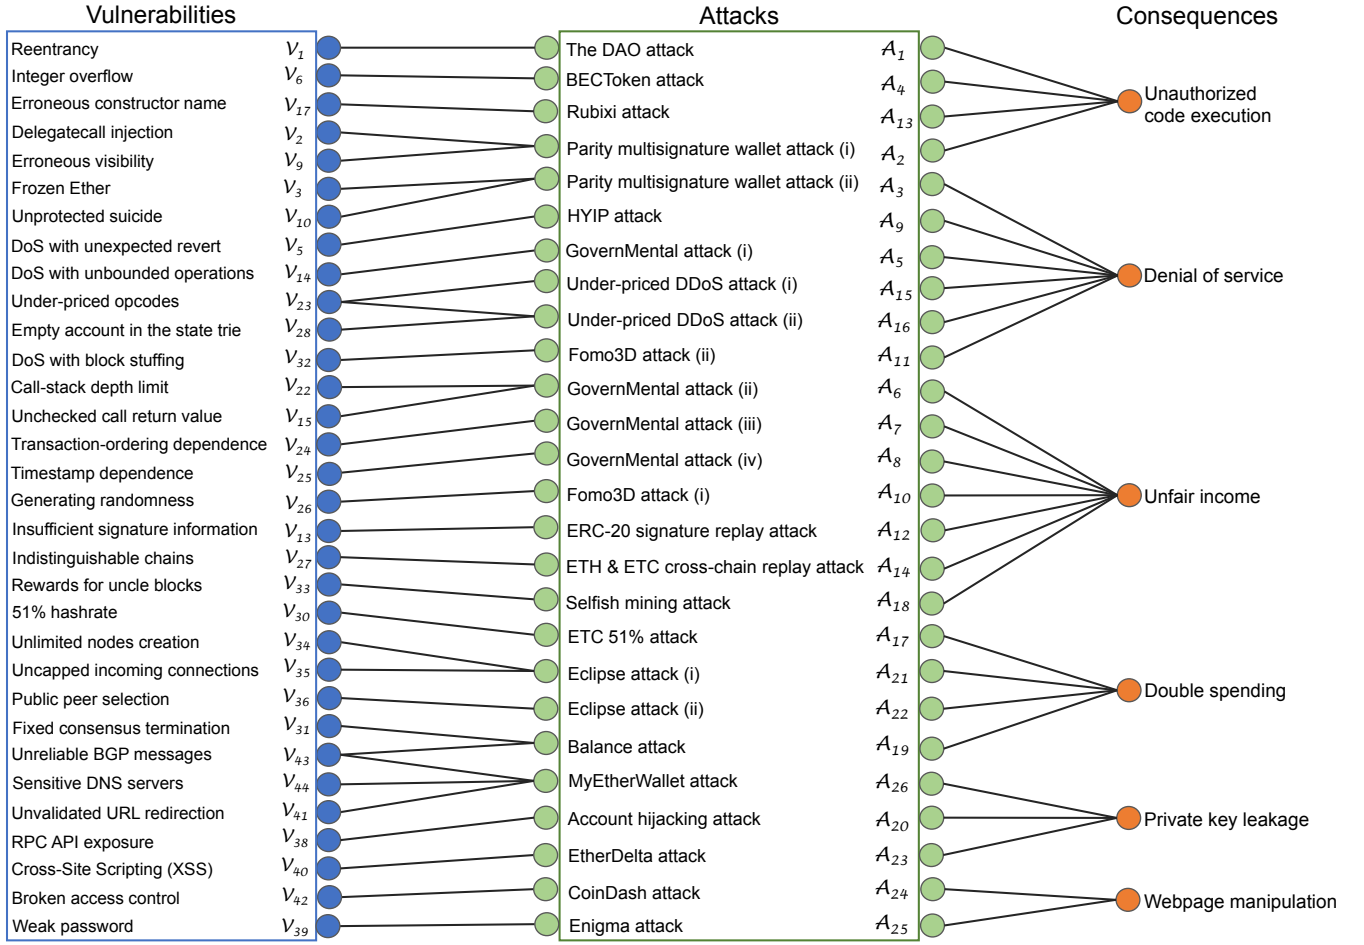 Vulnerabilities
Attacks
Consequences
Reentrancy V1
Integer overflow V6
Erroneous constructor name V17
Delegatecall injection V2
Erroneous visibility V9
Frozen Ether V3
Unprotected suicide V10
DoS with unexpected revert V5
DoS with unbounded operations V14
Under-priced opcodes V23
Empty account in the state trie V28
DoS with block stuffing V32
Call-stack depth limit V22
Unchecked call return value V15
Transaction-ordering dependence V24
Timestamp dependence V25
Generating randomness V26
Insufficient signature information V13
Indistinguishable chains V27
Rewards for uncle blocks V33
51% hashrate V30
Unlimited nodes creation V34
Uncapped incoming connections V35
Public peer selection V36
Fixed consensus termination V31
Unreliable BGP messages V43
Sensitive DNS servers V44
Unvalidated URL redirection V41
RPC API exposure V38
Cross-Site Scripting (XSS) V40
Broken access control V42
Weak password V39
The DAO attack A1
BECToken attack A4
Rubixi attack A13
Parity multisignature wallet attack (i) A2
Parity multisignature wallet attack (ii) A3
HYIP attack A9
GovernMental attack (i) A5
Under-priced DDoS attack (i) A15
Under-priced DDoS attack (ii) A16
Fomo3D attack (ii) A11
GovernMental attack (ii) A6
GovernMental attack (iii) A7
GovernMental attack (iv) A8
Fomo3D attack (i) A10
ERC-20 signature replay attack A12
ETH & ETC cross-chain replay attack A14
Selfish mining attack A18
ETC 51% attack A17
Eclipse attack (i) A21
Eclipse attack (ii) A22
Balance attack A19
MyEtherWallet attack A26
Account hijacking attack A20
EtherDelta attack A23
CoinDash attack A24
Enigma attack A25
Unauthorized
code execution
Denial of service
Unfair income
Double spending
Private key leakage
Webpage manipulation